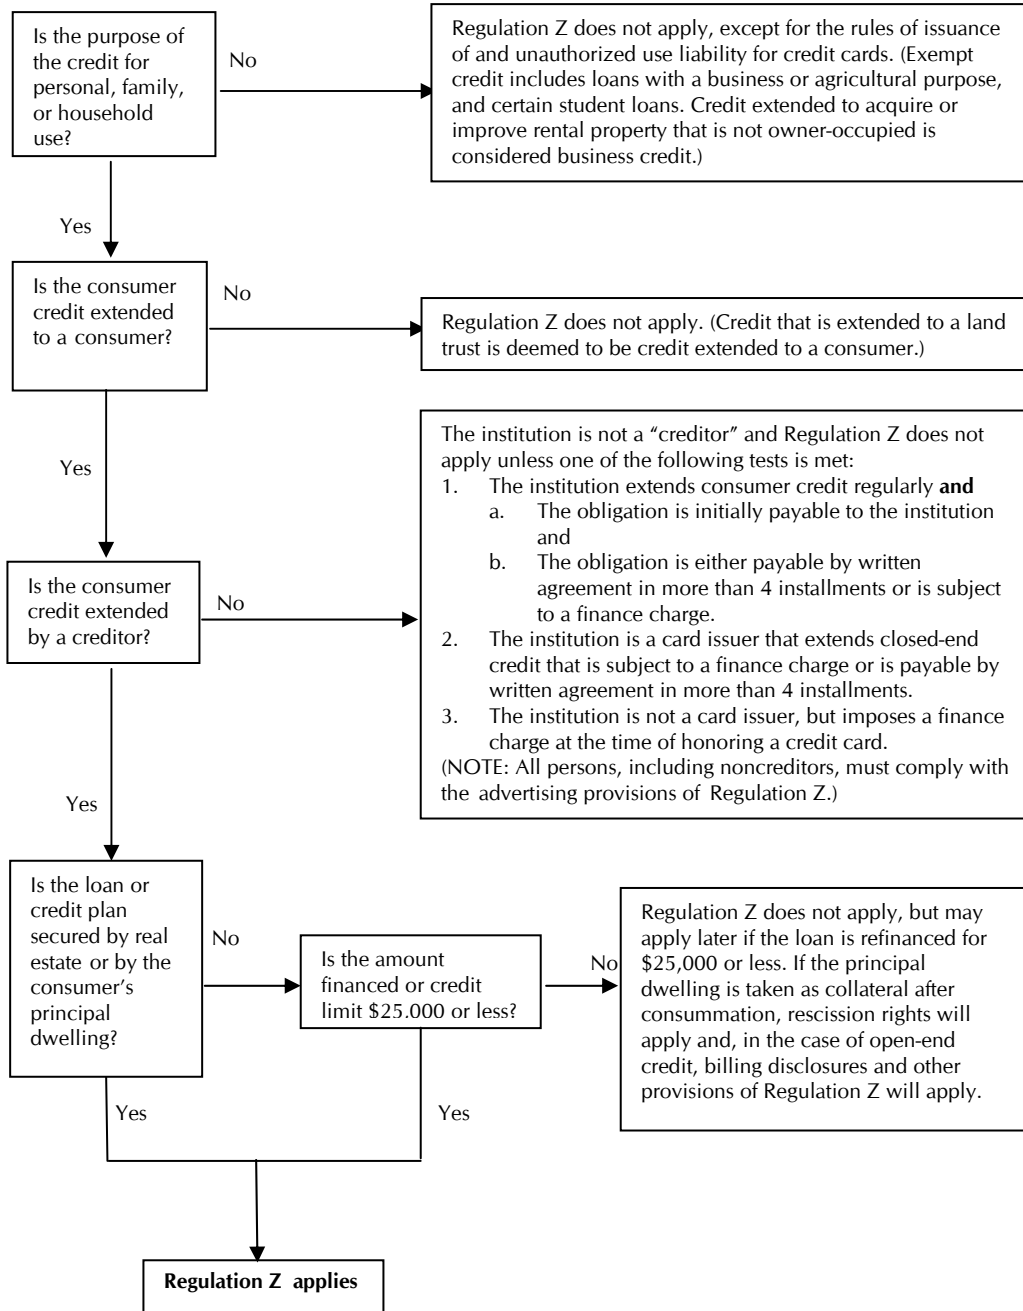 Is the purpose of
the credit for
personal, family,
or household
use?
No
Regulation Z does not apply, except for the rules of issuance
of and unauthorized use liability for credit cards. (Exempt
credit includes loans with a business or agricultural purpose,
and certain student loans. Credit extended to acquire or
improve rental property that is not owner-occupied is
considered business credit.)
Yes
Is the consumer
credit extended
to a consumer?
No
Regulation Z does not apply. (Credit that is extended to a land
trust is deemed to be credit extended to a consumer.)
Yes
Is the consumer
credit extended
by a creditor?
No
The institution is not a “creditor” and Regulation Z does not
apply unless one of the following tests is met:
1. The institution extends consumer credit regularly and
a. The obligation is initially payable to the institution
and
b. The obligation is either payable by written
agreement in more than 4 installments or is subject
to a finance charge.
2. The institution is a card issuer that extends closed-end
credit that is subject to a finance charge or is payable by
written agreement in more than 4 installments.
3. The institution is not a card issuer, but imposes a finance
charge at the time of honoring a credit card.
(NOTE: All persons, including noncreditors, must comply with
the advertising provisions of Regulation Z.)
Yes
Is the loan or
credit plan
secured by real
estate or by the
consumer’s
principal
dwelling?
No
Is the amount
financed or credit
limit $25,000 or less?
No
Regulation Z does not apply, but may
apply later if the loan is refinanced for
$25,000 or less. If the principal
dwelling is taken as collateral after
consummation, rescission rights will
apply and, in the case of open-end
credit, billing disclosures and other
provisions of Regulation Z will apply.
Yes
Yes
Regulation Z applies